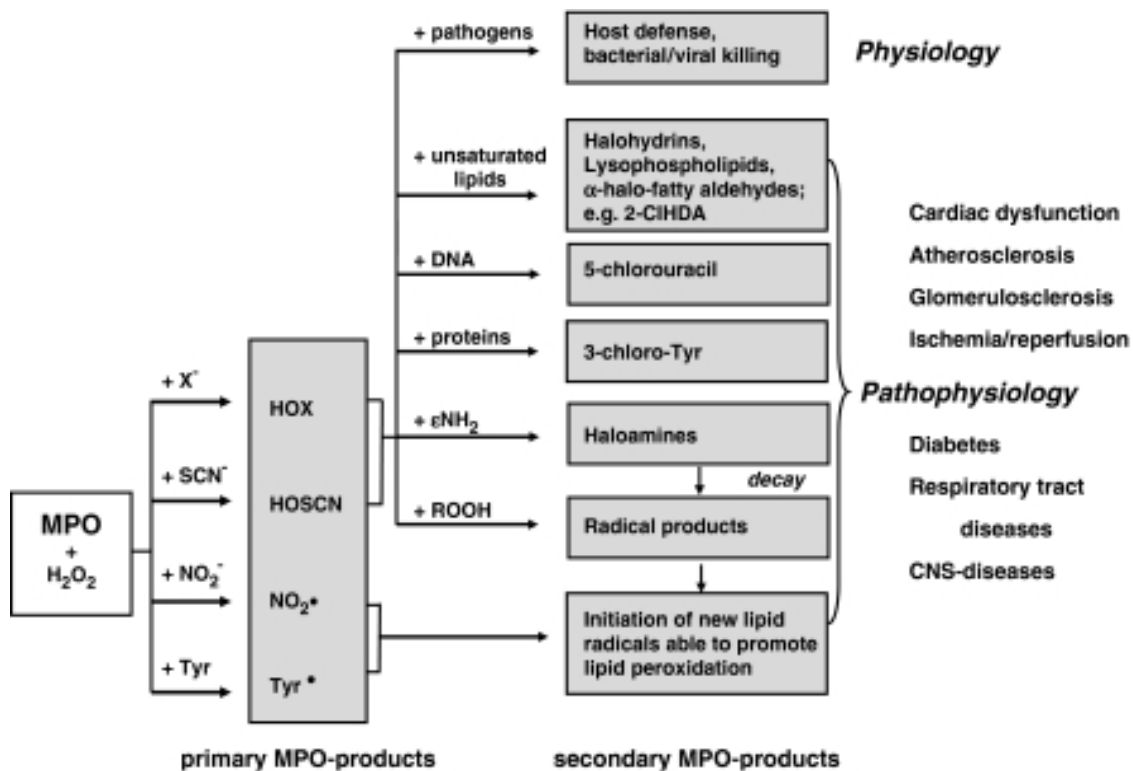 + pathogens
Host defense,
bacterial/viral killing
Physiology
+ unsaturated
lipids
Halohydrins,
Lysophospholipids,
α-halo-fatty aldehydes;
e.g. 2-ClHDA
+ DNA
5-chlorouracil
+ proteins
3-chloro-Tyr
+ εNH₂
Haloamines
decay
+ ROOH
Radical products
Initiation of new lipid
radicals able to promote
lipid peroxidation
Cardiac dysfunction
Atherosclerosis
Glomerulosclerosis
Ischemia/reperfusion
Pathophysiology
Diabetes
Respiratory tract
diseases
CNS-diseases
MPO
+
H₂O₂
+ X⁻
HOX
+ SCN⁻
HOSCN
+ NO₂⁻
NO₂•
+ Tyr
Tyr •
primary MPO-products
secondary MPO-products